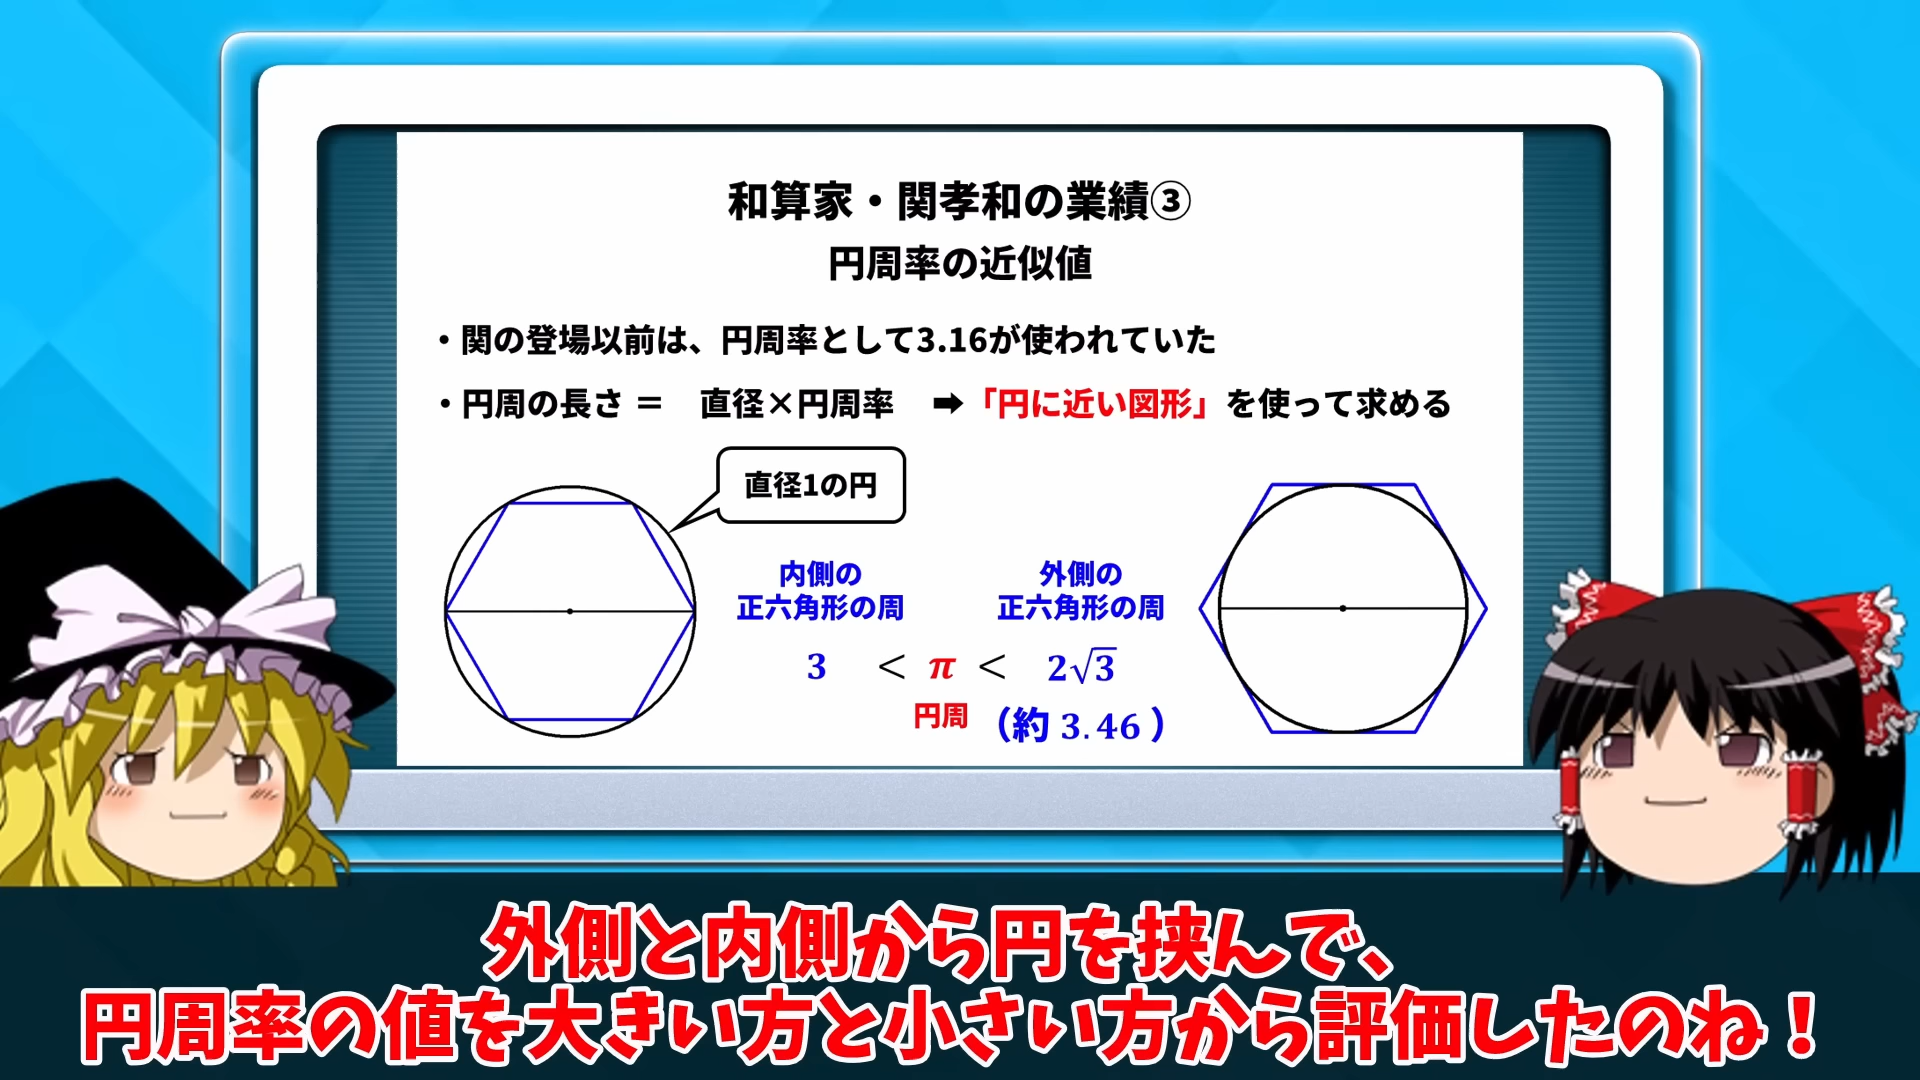 和算家・関孝和の業績③
円周率の近似値
・関の登場以前は、円周率として3.16が使われていた
・円周の長さ ＝ 直径×円周率 ➡「円に近い図形」を使って求める
直径1の円
内側の
正六角形の周
外側の
正六角形の周
3 < π < 2√3
円周
(約 3.46 )
外側と内側から円を挟んで、
円周率の値を大きい方と小さい方から評価したのね！